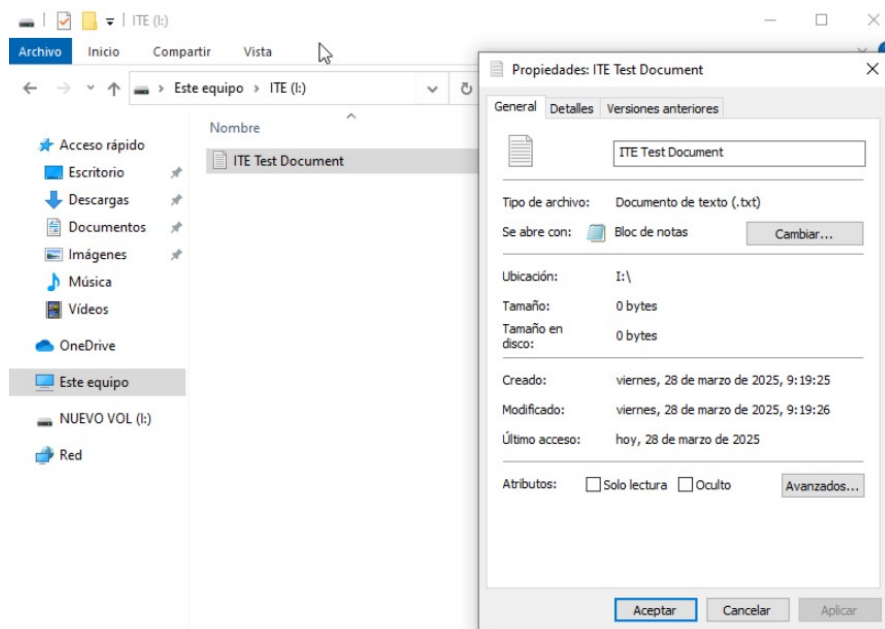 ITE (I:)
Archivo Inicio Compartir Vista
Este equipo > ITE (I:)
Acceso rápido
Escritorio
Descargas
Documentos
Imágenes
Música
Vídeos
OneDrive
Este equipo
NUEVO VOL (I:)
Red
Nombre
ITE Test Document
Propiedades: ITE Test Document
General Detalles Versiones anteriores
ITE Test Document
Tipo de archivo: Documento de texto (.txt)
Se abre con: Bloc de notas Cambiar...
Ubicación: I:\
Tamaño: 0 bytes
Tamaño en
disco: 0 bytes
Creado: viernes, 28 de marzo de 2025, 9:19:25
Modificado: viernes, 28 de marzo de 2025, 9:19:26
Último acceso: hoy, 28 de marzo de 2025
Atributos: Solo lectura Oculto Avanzados...
Aceptar Cancelar Aplicar